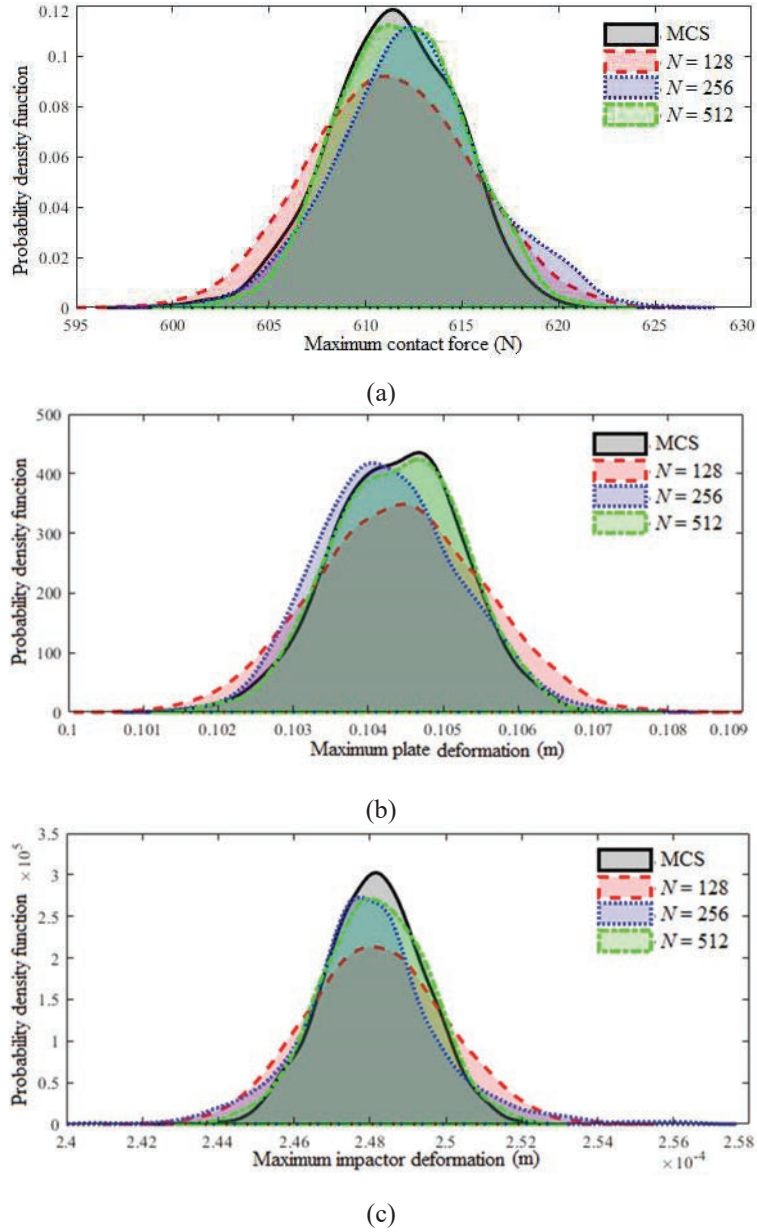 0.12
0.1
0.08
0.06
0.04
0.02
0
Probability density function
MCS
N = 128
N = 256
N = 512
595 600 605 610 615 620 625 630
Maximum contact force (N)
(a)
500
400
300
200
100
0
Probability density function
MCS
N = 128
N = 256
N = 512
0.1 0.101 0.102 0.103 0.104 0.105 0.106 0.107 0.108 0.109
Maximum plate deformation (m)
(b)
3.5
3
2.5
2
1.5
1
0.5
0
Probability density function × 10⁵
MCS
N = 128
N = 256
N = 512
2.4 2.42 2.44 2.46 2.48 2.5 2.52 2.54 2.56 2.58
Maximum impactor deformation (m)
× 10⁻⁴
(c)